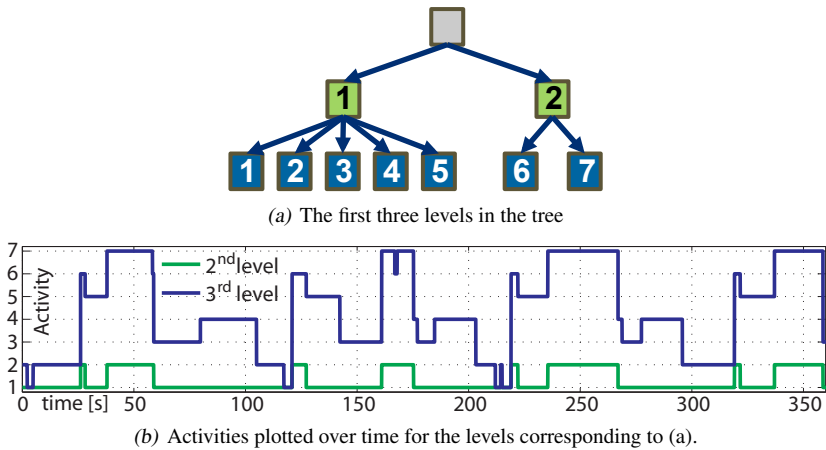 1 2
1 2 3 4 5 6 7
(a) The first three levels in the tree
7
6
5
4
3
2
1
Activity
2nd level
3rd level
0 50 100 150 200 250 300 350
time [s]
(b) Activities plotted over time for the levels corresponding to (a).